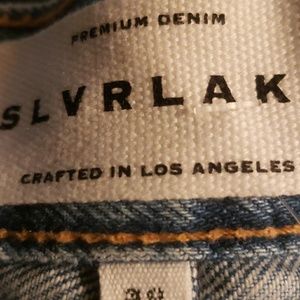 PREMIUM DENIM
SLVRLAK
CRAFTED IN LOS ANGELES